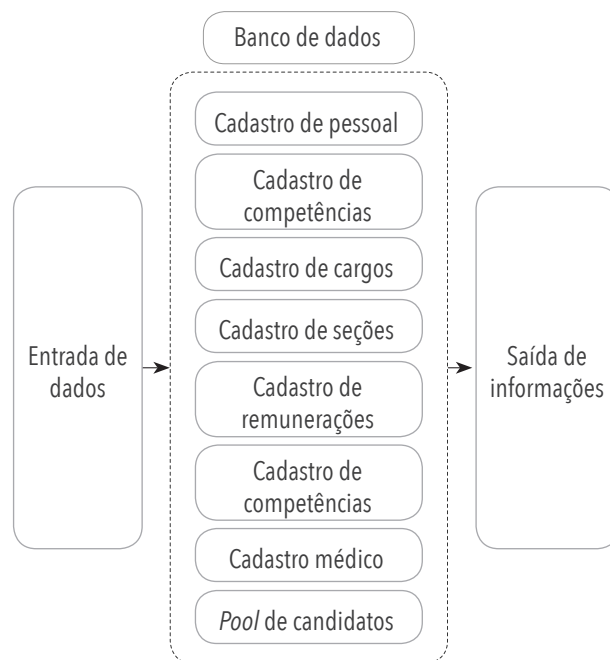 Banco de dados
Cadastro de pessoal
Cadastro de
competências
Cadastro de cargos
Cadastro de seções
Entrada de
dados
Cadastro de
remunerações
Saída de
informações
Cadastro de
competências
Cadastro médico
Pool de candidatos